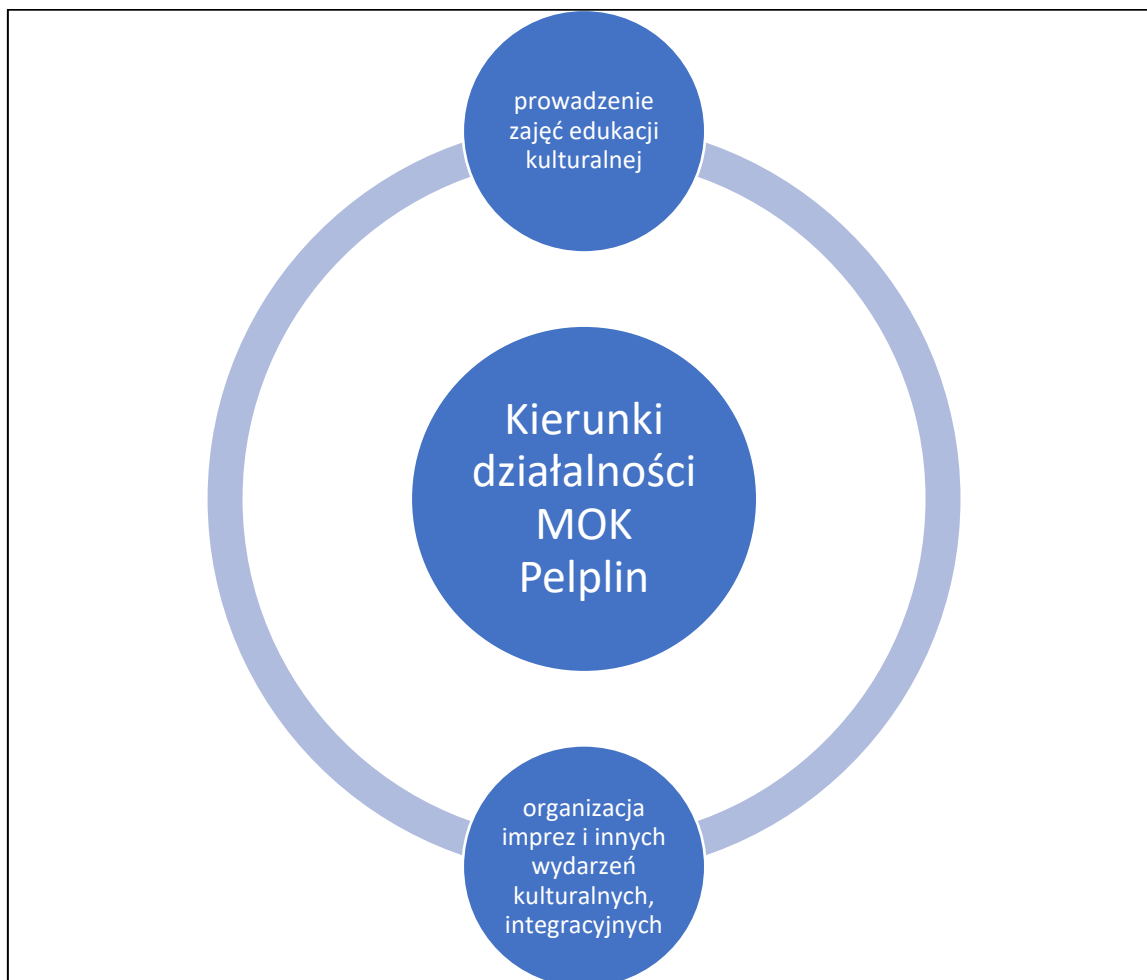 prowadzenie
zajęć edukacji
kulturalnej
Kierunki
działalności
MOK
Pelplin
organizacja
imprez i innych
wydarzeń
kulturalnych,
integracyjnych